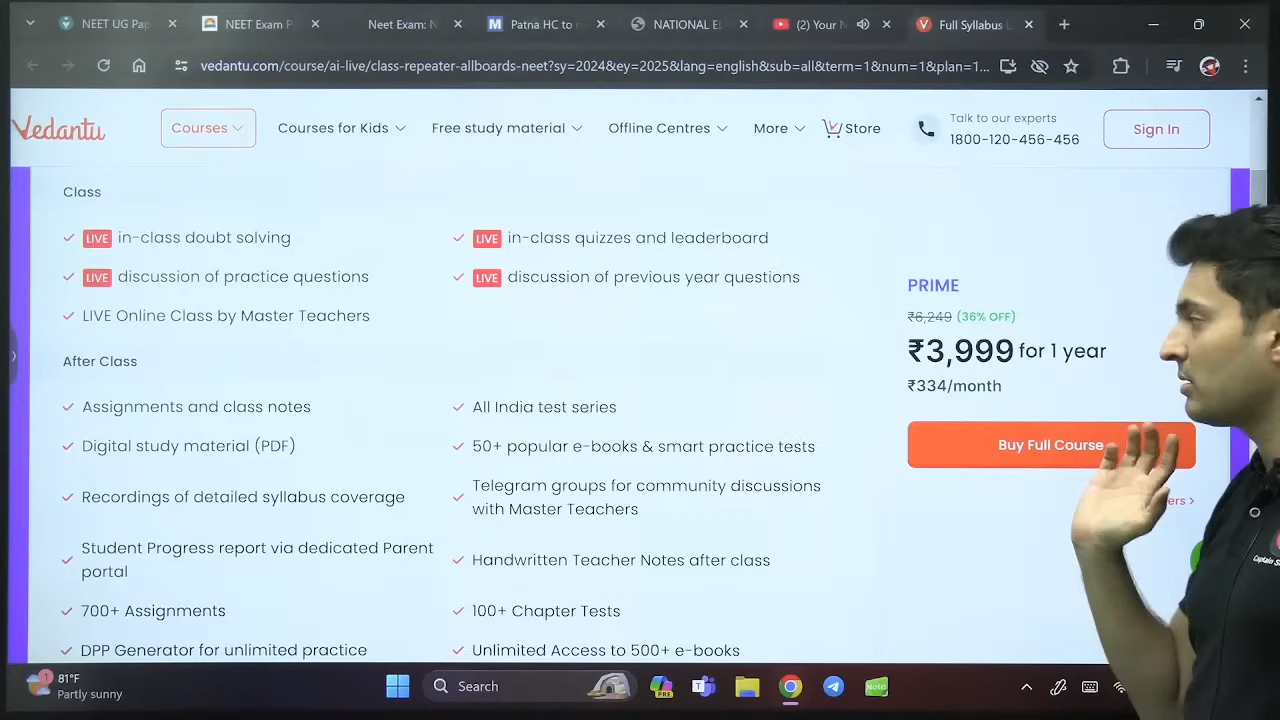 NEET UG Pap
NEET Exam P
Neet Exam: N
Patna HC to
NATIONAL EL
(2) Your N
Full Syllabus
vedantu.com/course/ai-live/class-repeater-allboards-neet?sy=2024&ey=2025&lang=english&sub=all&term=1&num=1&plan=1...
Vedantu
Courses
Courses for Kids
Free study material
Offline Centres
More
Store
Talk to our experts
1800-120-456-456
Sign In
Class
LIVE in-class doubt solving
LIVE in-class quizzes and leaderboard
LIVE discussion of practice questions
LIVE discussion of previous year questions
LIVE Online Class by Master Teachers
PRIME
₹6,249 (36% OFF)
₹3,999 for 1 year
₹334/month
Buy Full Course
ers >
After Class
Assignments and class notes
All India test series
Digital study material (PDF)
50+ popular e-books & smart practice tests
Recordings of detailed syllabus coverage
Telegram groups for community discussions
with Master Teachers
Student Progress report via dedicated Parent
portal
Handwritten Teacher Notes after class
700+ Assignments
100+ Chapter Tests
DPP Generator for unlimited practice
Unlimited Access to 500+ e-books
Captain S
1
81°F
Partly sunny
Search
PRE
Note